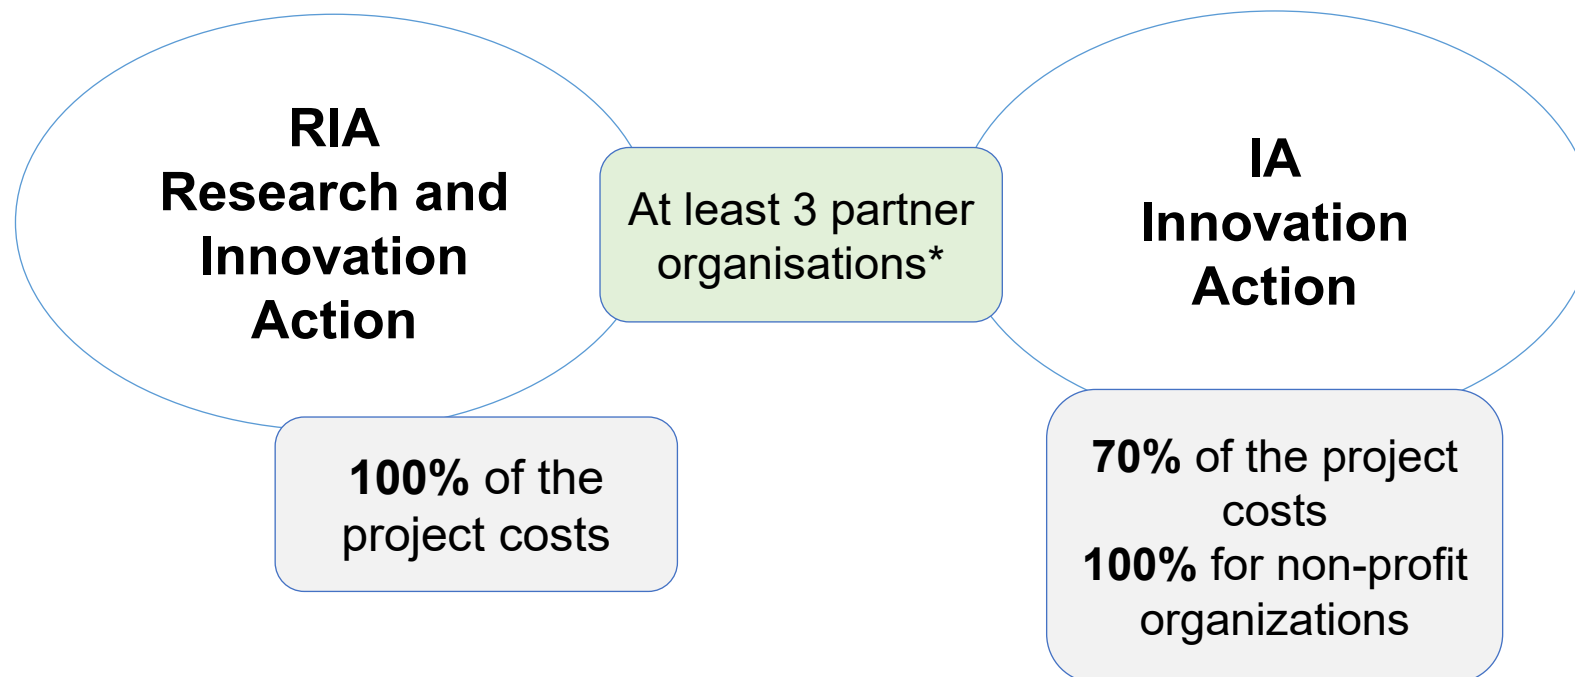 RIA
Research and
Innovation
Action
At least 3 partner
organisations*
IA
Innovation
Action
100% of the
project costs
70% of the project
costs
100% for non-profit
organizations